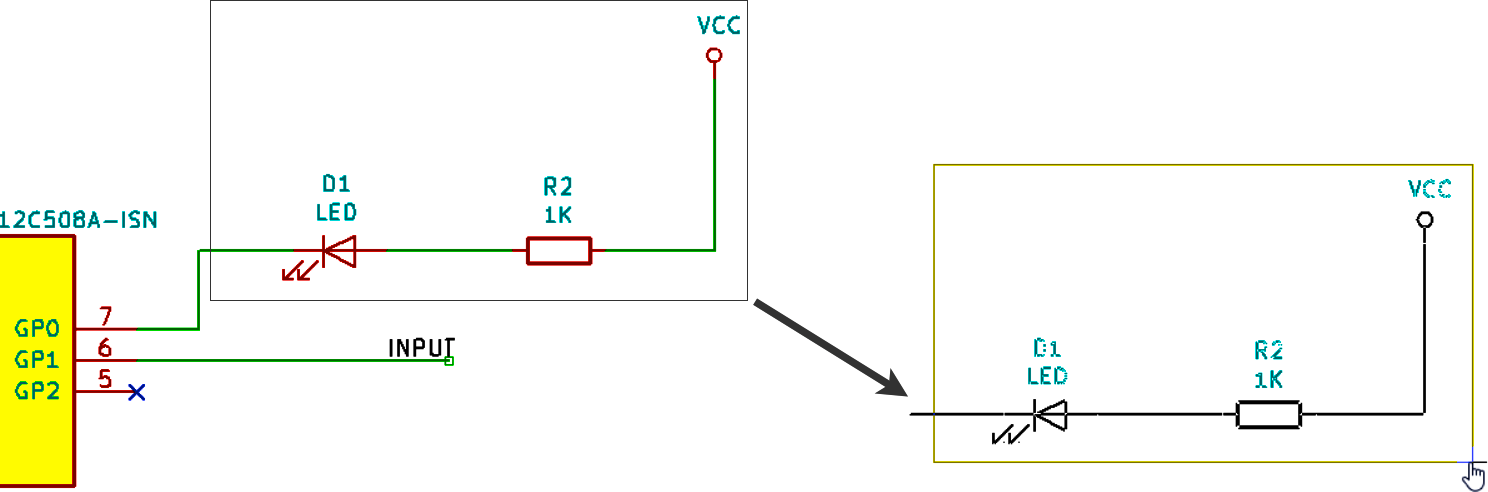 VCC
D1
LED
R2
1K
12C508A-ISN
GP0
7
GP1
6
GP2
5
INPUT
VCC
D1
LED
R2
1K